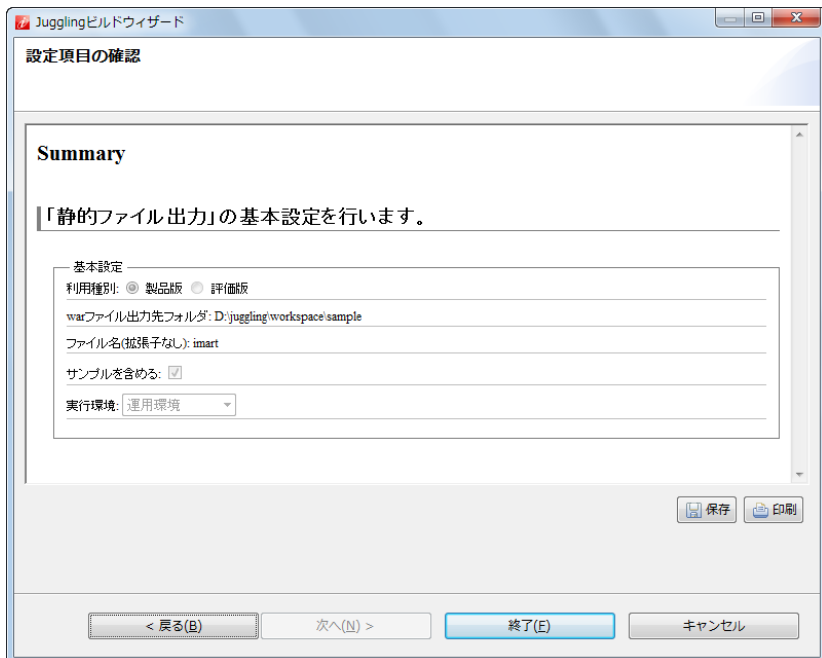 Jugglingビルドウィザード
設定項目の確認
Summary
「静的ファイル出力」の基本設定を行います。
基本設定
利用種別: 製品版 評価版
warファイル出力先フォルダ: D:\juggling\workspace\sample
ファイル名(拡張子なし): imart
サンプルを含める:
実行環境: 運用環境
保存 印刷
< 戻る(B) 次へ(N) > 終了(F) キャンセル